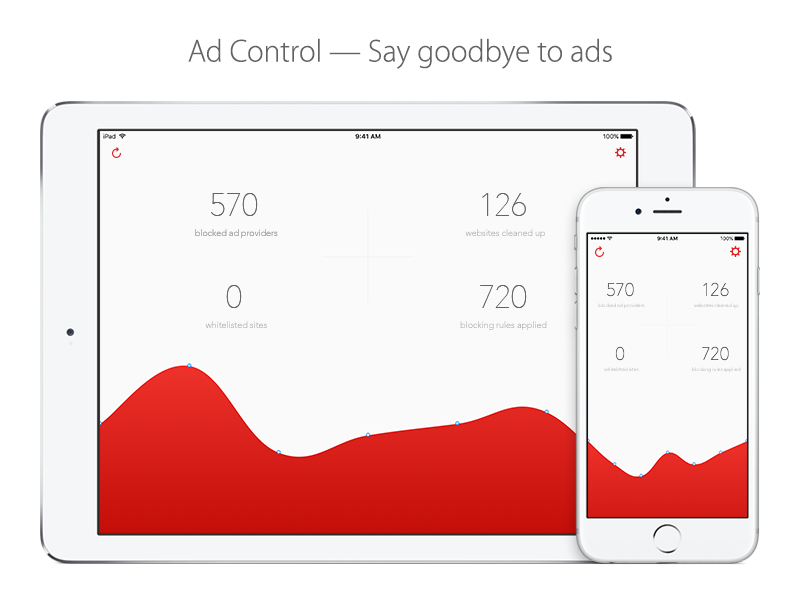 Ad Control — Say goodbye to ads
iPad
9:41 AM
100%
570
126
blocked ad providers
websites cleaned up
0
720
whitelisted sites
blocking rules applied
9:41 AM
100%
570
126
blocked ad providers
websites cleaned up
0
720
whitelisted sites
blocking rules applied